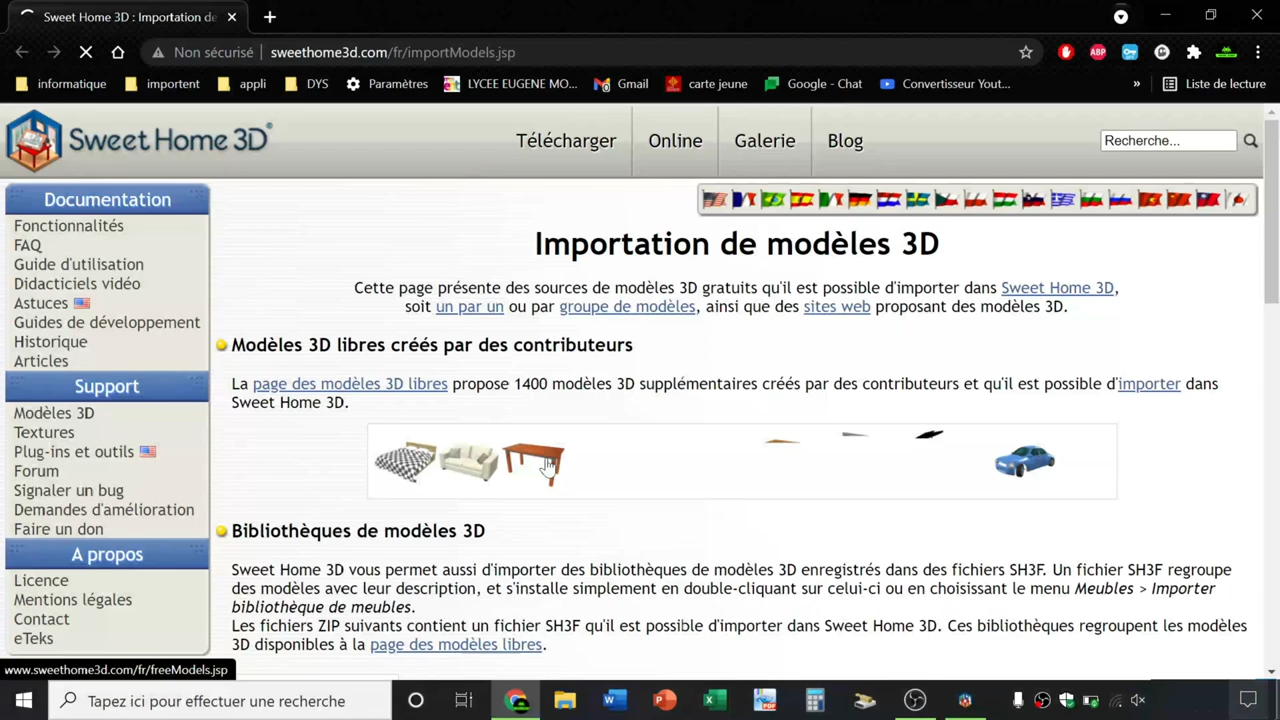 Sweet Home 3D : Importation de
Non sécurisé | sweethome3d.com/fr/importModels.jsp
informatique importent appli DYS Paramètres LYCEE EUGENE MO... Gmail carte jeune Google - Chat Convertisseur Yout... » Liste de lecture
Sweet Home 3D
Télécharger Online Galerie Blog Recherche...
Documentation
Fonctionnalités
FAQ
Guide d'utilisation
Didacticiels vidéo
Astuces
Guides de développement
Historique
Articles
Support
Modèles 3D
Textures
Plug-ins et outils
Forum
Signaler un bug
Demandes d'amélioration
Faire un don
A propos
Licence
Mentions légales
Contact
eTeks
Importation de modèles 3D
Cette page présente des sources de modèles 3D gratuits qu'il est possible d'importer dans Sweet Home 3D,
soit un par un ou par groupe de modèles, ainsi que des sites web proposant des modèles 3D.
Modèles 3D libres créés par des contributeurs
La page des modèles 3D libres propose 1400 modèles 3D supplémentaires créés par des contributeurs et qu'il est possible d'importer dans
Sweet Home 3D.
Bibliothèques de modèles 3D
Sweet Home 3D vous permet aussi d'importer des bibliothèques de modèles 3D enregistrés dans des fichiers SH3F. Un fichier SH3F regroupe
des modèles avec leur description, et s'installe simplement en double-cliquant sur celui-ci ou en choisissant le menu Meubles > Importer
bibliothèque de meubles.
Les fichiers ZIP suivants contient un fichier SH3F qu'il est possible d'importer dans Sweet Home 3D. Ces bibliothèques regroupent les modèles
3D disponibles à la page des modèles libres.
www.sweethome3d.com/fr/freeModels.jsp
Tapez ici pour effectuer une recherche